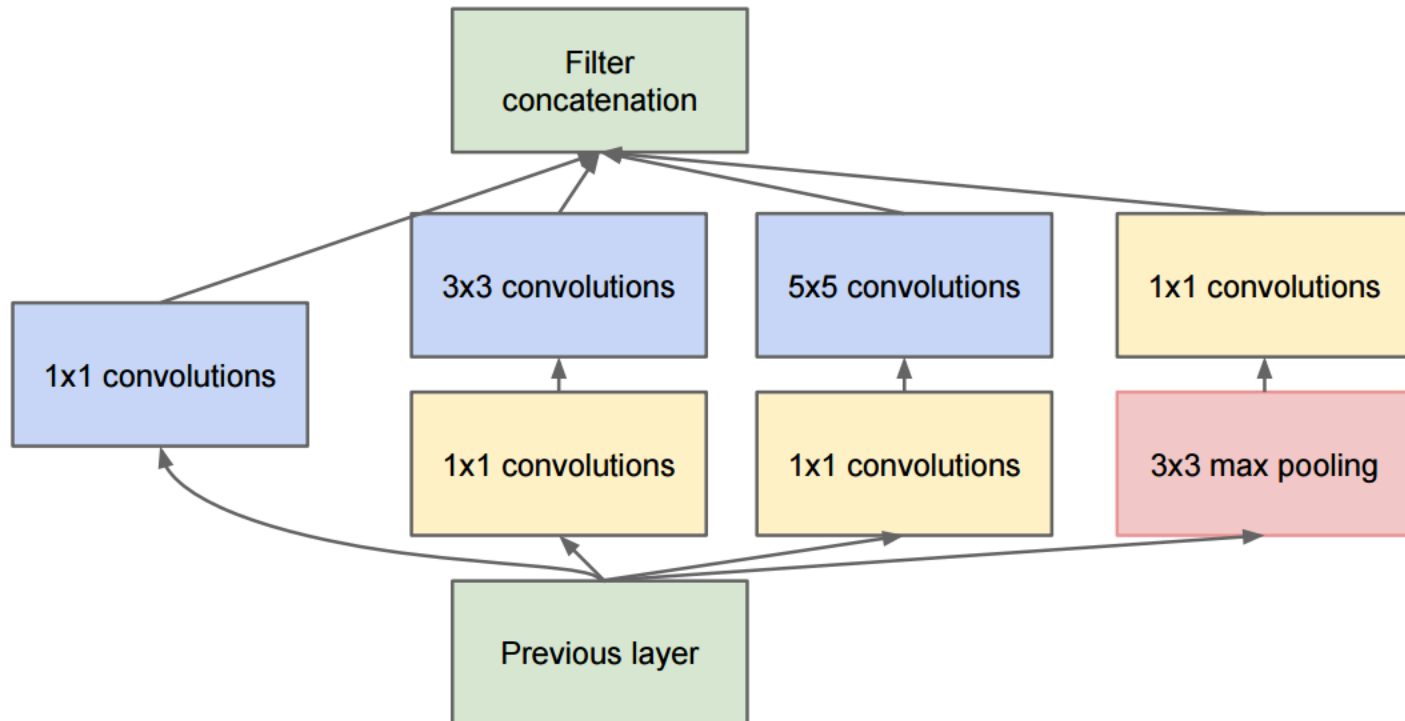 Filter
concatenation
3x3 convolutions
5x5 convolutions
1x1 convolutions
1x1 convolutions
1x1 convolutions
1x1 convolutions
3x3 max pooling
Previous layer